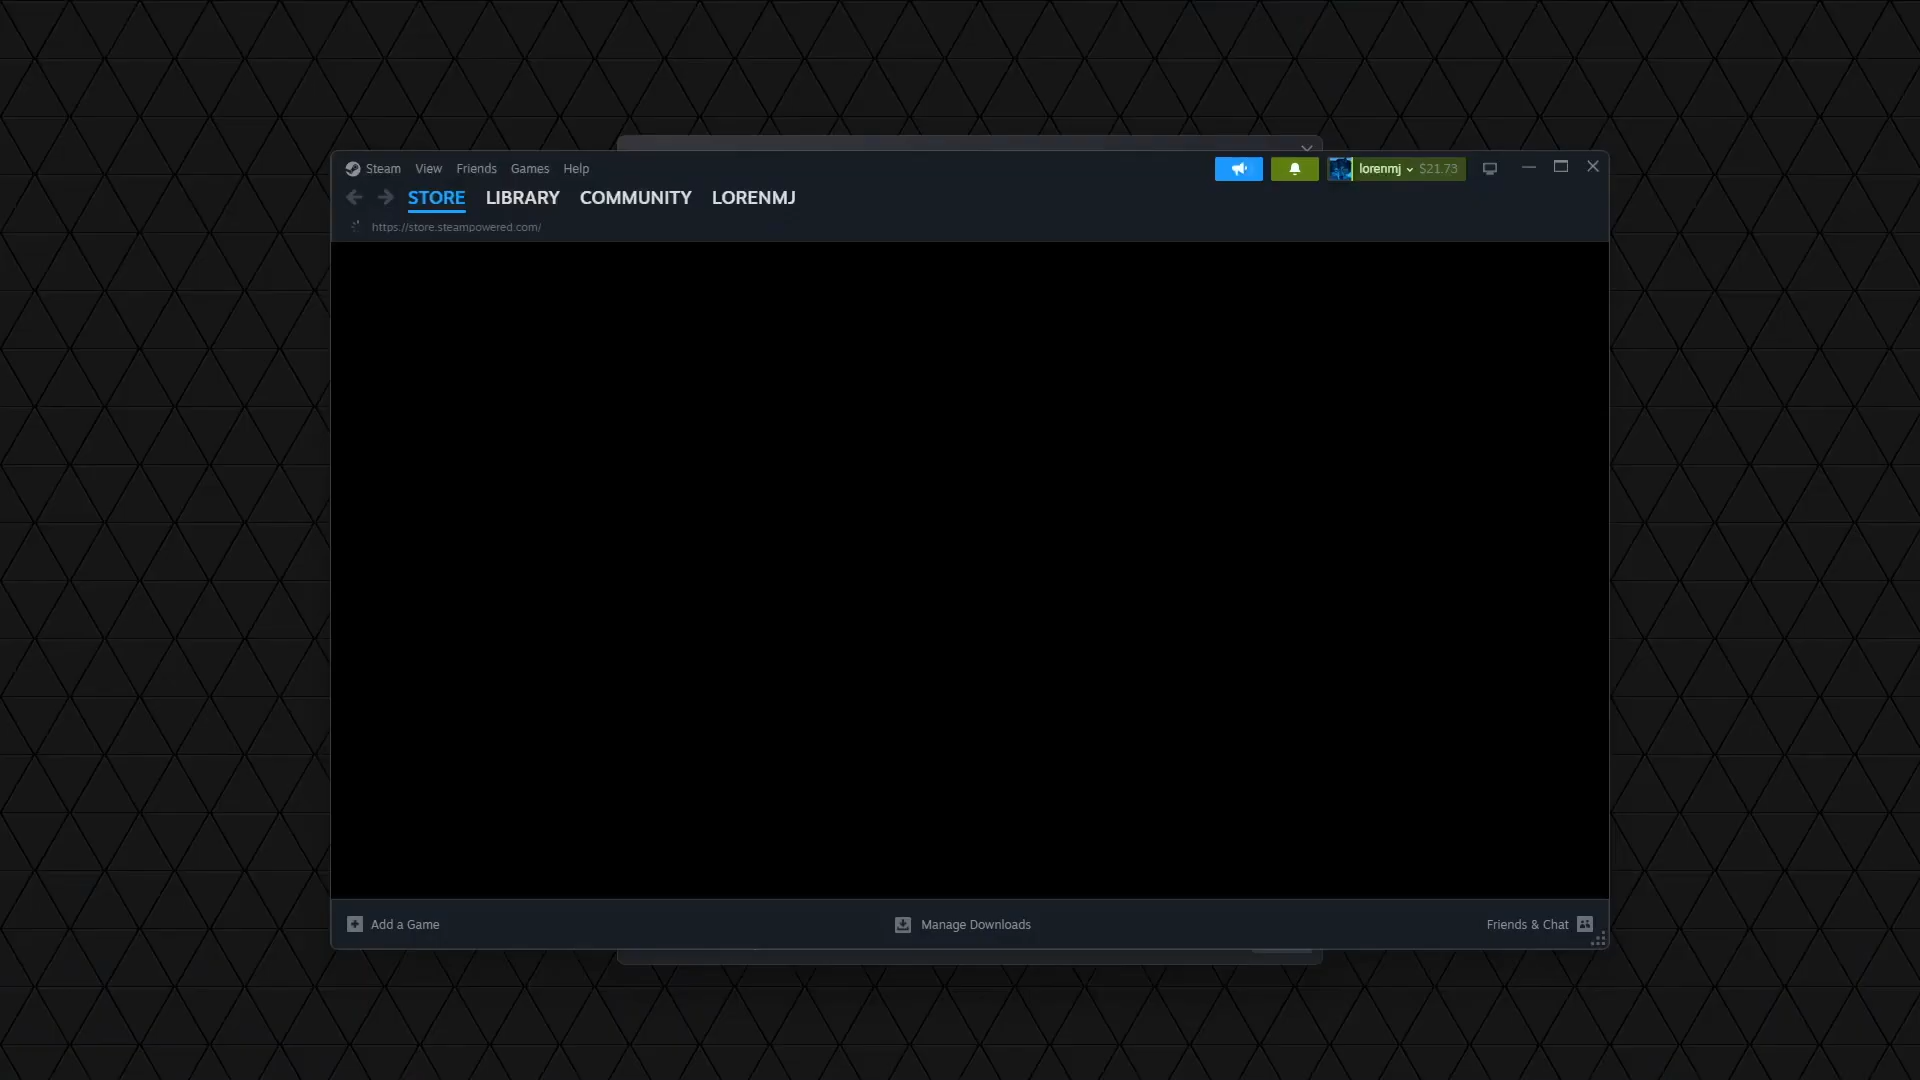 Steam View Friends Games Help lorenmj $21.73
STORE LIBRARY COMMUNITY LORENMJ
https://store.steampowered.com/
Add a Game Manage Downloads Friends & Chat